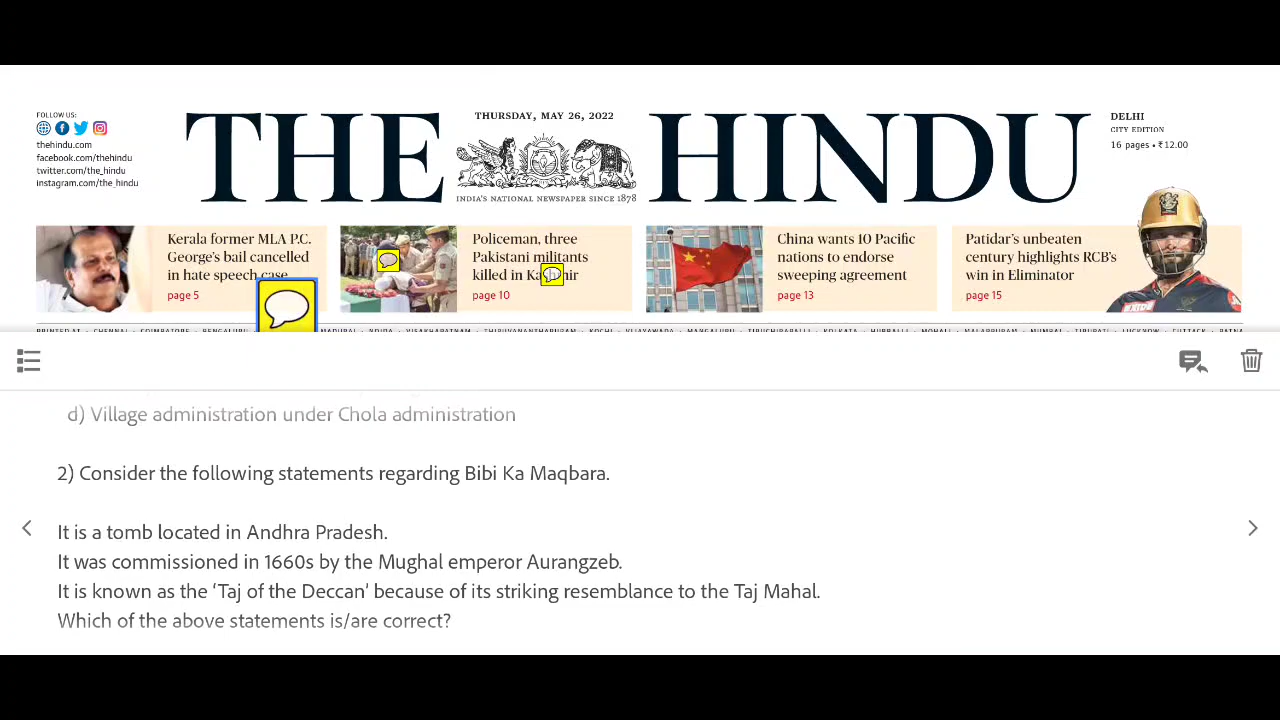 FOLLOW US:
thehindu.com
facebook.com/thehindu
twitter.com/the_hindu
instagram.com/the_hindu
THE HINDU
THURSDAY, MAY 26, 2022
INDIA'S NATIONAL NEWSPAPER SINCE 1878
DELHI
CITY EDITION
16 pages • ₹12.00
Kerala former MLA P.C.
George's bail cancelled
in hate speech case
page 5
Policeman, three
Pakistani militants
killed in Kashmir
page 10
China wants 10 Pacific
nations to endorse
sweeping agreement
page 13
Patidar's unbeaten
century highlights RCB's
win in Eliminator
page 15
d) Village administration under Chola administration
2) Consider the following statements regarding Bibi Ka Maqbara.
It is a tomb located in Andhra Pradesh.
It was commissioned in 1660s by the Mughal emperor Aurangzeb.
It is known as the ‘Taj of the Deccan’ because of its striking resemblance to the Taj Mahal.
Which of the above statements is/are correct?